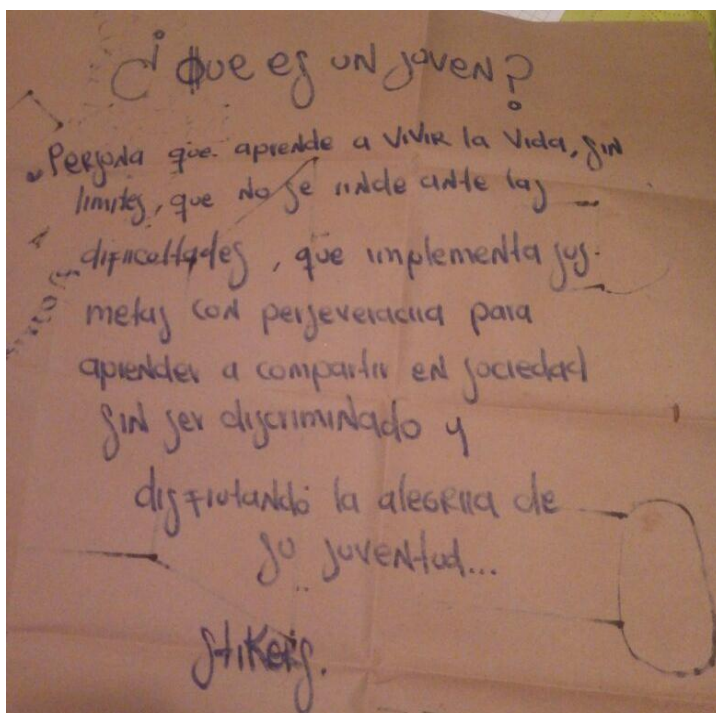 ¿Que es un joven?
Persona que aprende a vivir la vida, sin
limites, que no se rinde ante las
dificultades, que implementa sus
metas con perseveracia para
aprender a compartir en sociedad
sin ser discriminado y
disfrutando la alegria de
su juventud...
stikers.